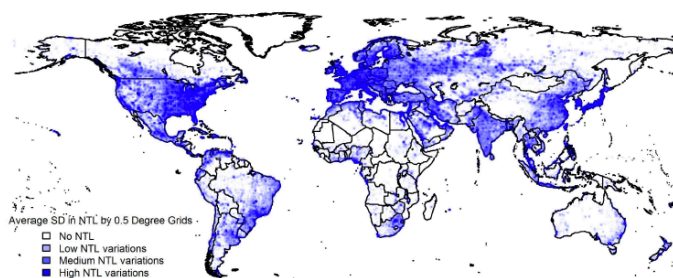 Average SD in NTL by 0.5 Degree Grids
No NTL
Low NTL variations
Medium NTL variations
High NTL variations